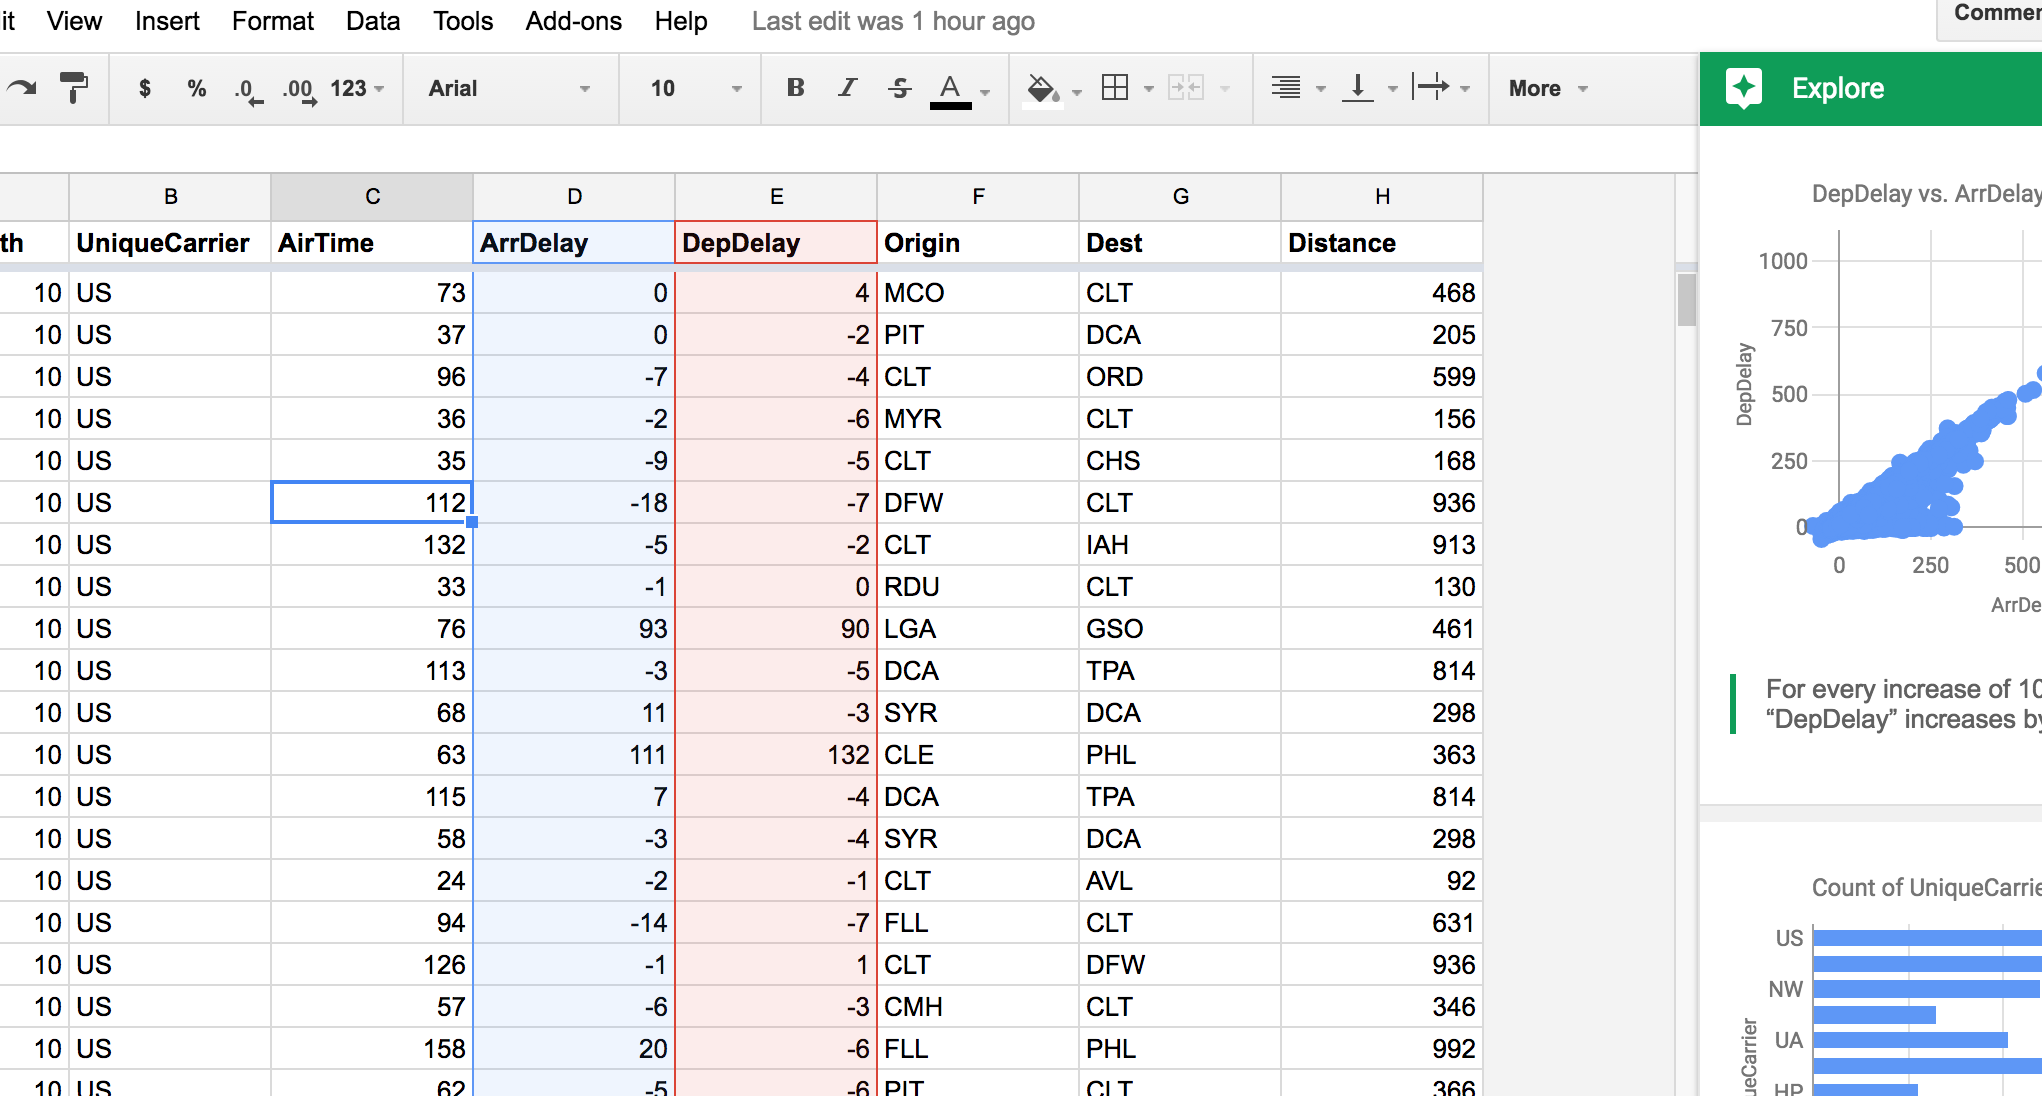 it View Insert Format Data Tools Add-ons Help Last edit was 1 hour ago
$ % .0 .00 123 Arial 10 B I S A More
Explore
B C D E F G H
th UniqueCarrier AirTime ArrDelay DepDelay Origin Dest Distance
10 US 73 0 4 MCO CLT 468
10 US 37 0 -2 PIT DCA 205
10 US 96 -7 -4 CLT ORD 599
10 US 36 -2 -6 MYR CLT 156
10 US 35 -9 -5 CLT CHS 168
10 US 112 -18 -7 DFW CLT 936
10 US 132 -5 -2 CLT IAH 913
10 US 33 -1 0 RDU CLT 130
10 US 76 93 90 LGA GSO 461
10 US 113 -3 -5 DCA TPA 814
10 US 68 11 -3 SYR DCA 298
10 US 63 111 132 CLE PHL 363
10 US 115 7 -4 DCA TPA 814
10 US 58 -3 -4 SYR DCA 298
10 US 24 -2 -1 CLT AVL 92
10 US 94 -14 -7 FLL CLT 631
10 US 126 -1 1 CLT DFW 936
10 US 57 -6 -3 CMH CLT 346
10 US 158 20 -6 FLL PHL 992
10 US 62 -5 -6 PIT CLT 366
DepDelay vs. ArrDelay
1000
750
500
250
0
DepDelay
0 250 500
ArrDe
For every increase of 10
“DepDelay” increases by
Count of UniqueCarrie
US
NW
UA
HP
ueCarrier